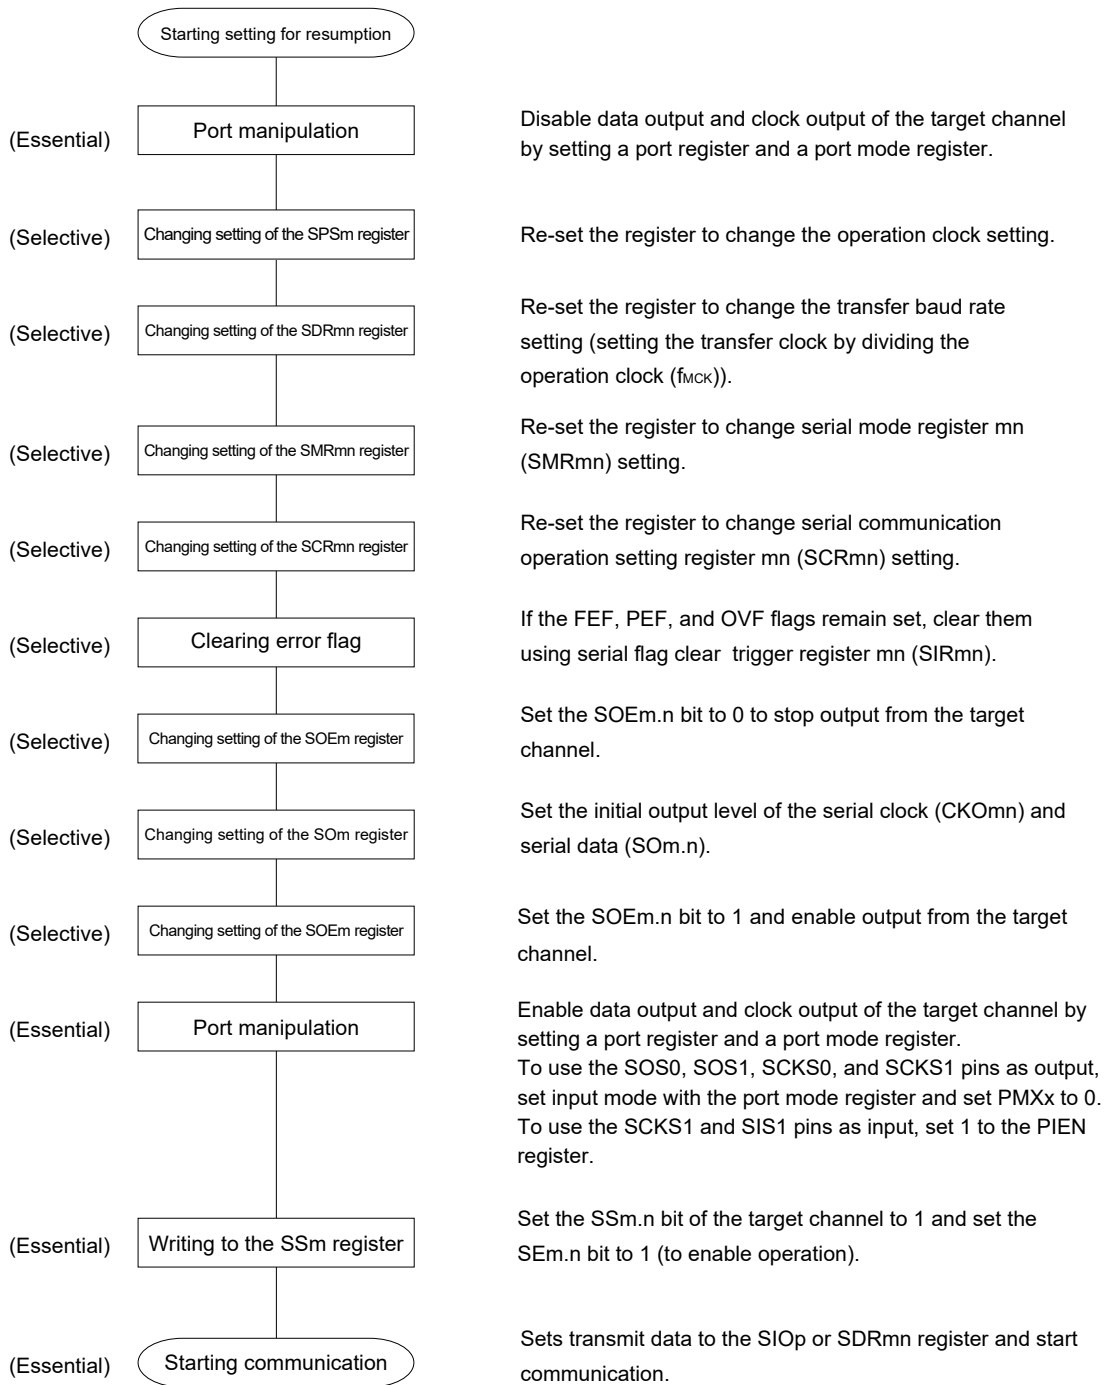 Starting setting for resumption
(Essential)
Port manipulation
Disable data output and clock output of the target channel
by setting a port register and a port mode register.
(Selective)
Changing setting of the SPSm register
Re-set the register to change the operation clock setting.
(Selective)
Changing setting of the SDRmn register
Re-set the register to change the transfer baud rate
setting (setting the transfer clock by dividing the
operation clock (fMCK)).
(Selective)
Changing setting of the SMRmn register
Re-set the register to change serial mode register mn
(SMRmn) setting.
(Selective)
Changing setting of the SCRmn register
Re-set the register to change serial communication
operation setting register mn (SCRmn) setting.
(Selective)
Clearing error flag
If the FEF, PEF, and OVF flags remain set, clear them
using serial flag clear trigger register mn (SIRmn).
(Selective)
Changing setting of the SOEm register
Set the SOEm.n bit to 0 to stop output from the target
channel.
(Selective)
Changing setting of the SOm register
Set the initial output level of the serial clock (CKOmn) and
serial data (SOm.n).
(Selective)
Changing setting of the SOEm register
Set the SOEm.n bit to 1 and enable output from the target
channel.
(Essential)
Port manipulation
Enable data output and clock output of the target channel by
setting a port register and a port mode register.
To use the SOS0, SOS1, SCKS0, and SCKS1 pins as output,
set input mode with the port mode register and set PMXx to 0.
To use the SCKS1 and SIS1 pins as input, set 1 to the PIEN
register.
(Essential)
Writing to the SSm register
Set the SSm.n bit of the target channel to 1 and set the
SEm.n bit to 1 (to enable operation).
(Essential)
Starting communication
Sets transmit data to the SIOp or SDRmn register and start
communication.